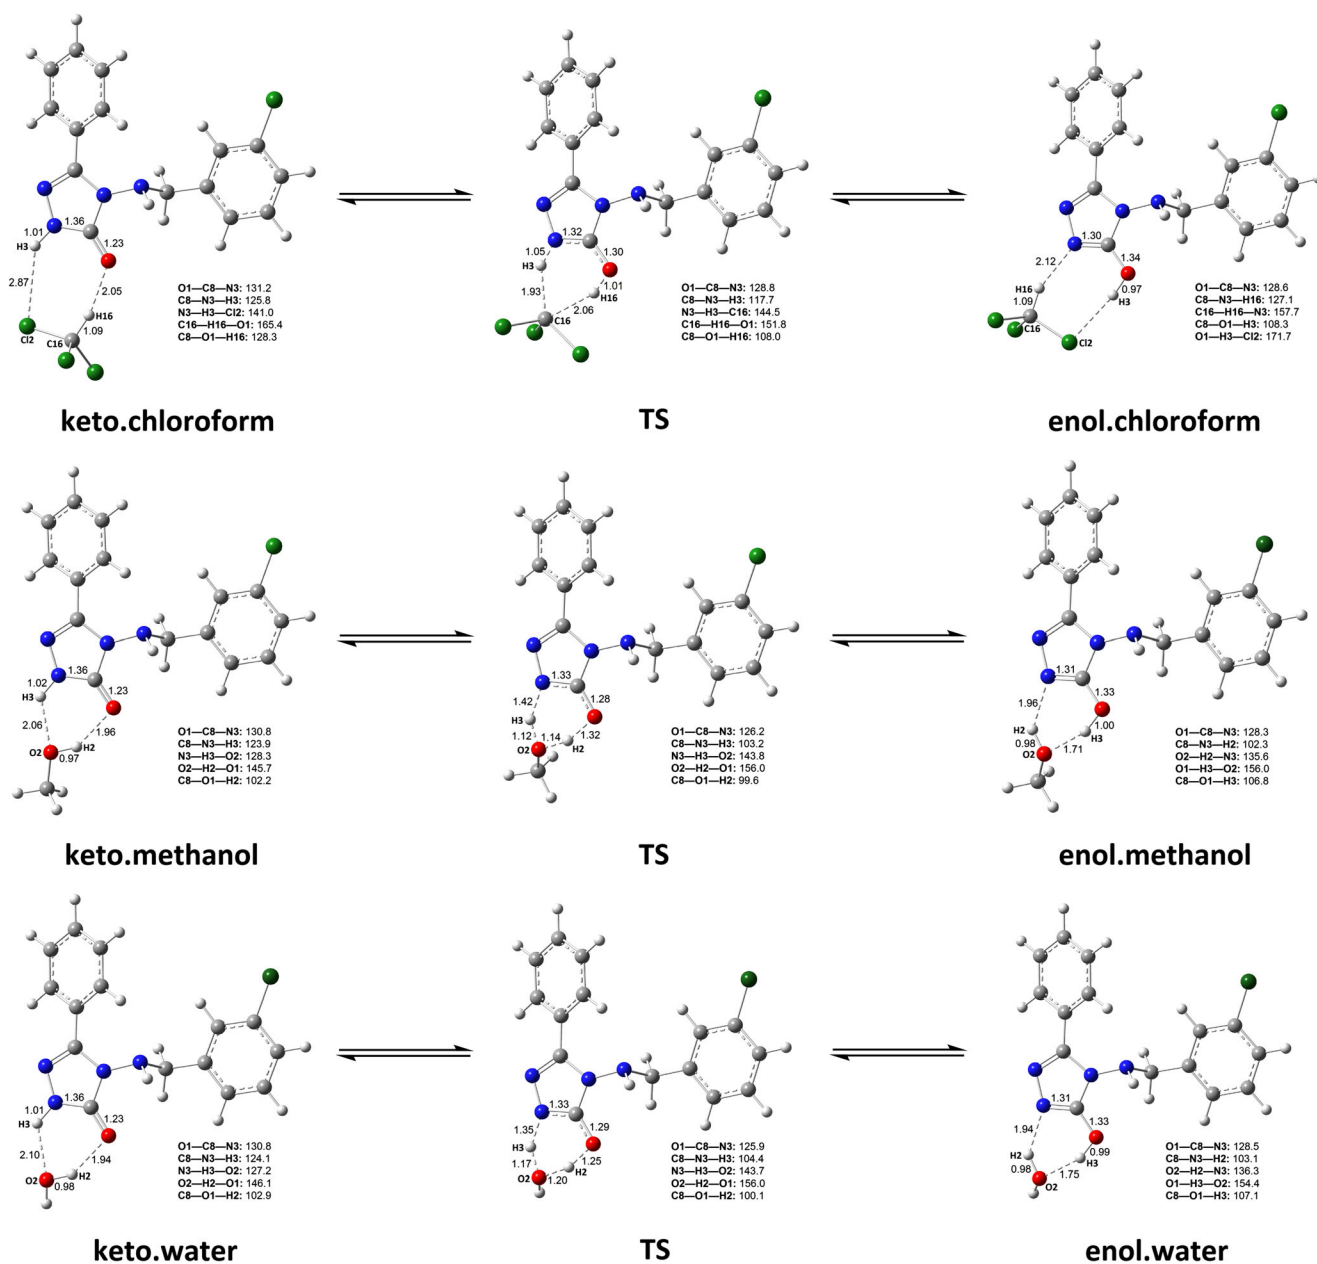 1.01
1.36
H3
1.23
2.87
2.05
H16
1.09
Cl2
C16
O1—C8—N3: 131.2
C8—N3—H3: 125.8
N3—H3—Cl2: 141.0
C16—H16—O1: 165.4
C8—O1—H16: 128.3
1.05
1.32
H3
1.30
1.01
1.93
H16
2.06
C16
O1—C8—N3: 128.8
C8—N3—H3: 117.7
N3—H3—C16: 144.5
C16—H16—O1: 151.8
C8—O1—H16: 108.0
2.12
1.30
1.34
H16
0.97
1.09
H3
C16
Cl2
O1—C8—N3: 128.6
C8—N3—H16: 127.1
C16—H16—N3: 157.7
C8—O1—H3: 108.3
O1—H3—Cl2: 171.7
keto.chloroform
TS
enol.chloroform
1.02
1.36
H3
1.23
2.06
1.96
O2
H2
0.97
O1—C8—N3: 130.8
C8—N3—H3: 123.9
N3—H3—O2: 128.3
O2—H2—O1: 145.7
C8—O1—H2: 102.2
1.42
1.33
1.28
H3
1.12
1.14
1.32
O2
H2
O1—C8—N3: 126.2
C8—N3—H3: 103.2
N3—H3—O2: 143.8
O2—H2—O1: 156.0
C8—O1—H2: 99.6
1.96
1.31
1.33
H2
1.00
0.98
H3
O2
1.71
O1—C8—N3: 128.3
C8—N3—H2: 102.3
O2—H2—N3: 135.6
O1—H3—O2: 156.0
C8—O1—H3: 106.8
keto.methanol
TS
enol.methanol
1.01
1.36
H3
1.23
2.10
1.94
O2
H2
0.98
O1—C8—N3: 130.8
C8—N3—H3: 124.1
N3—H3—O2: 127.2
O2—H2—O1: 146.1
C8—O1—H2: 102.9
1.35
1.33
1.29
H3
1.17
1.25
O2
1.20
H2
O1—C8—N3: 125.9
C8—N3—H3: 104.4
N3—H3—O2: 143.7
O2—H2—O1: 156.0
C8—O1—H2: 100.1
1.94
1.31
1.33
H2
0.99
0.98
H3
O2
1.75
O1—C8—N3: 128.5
C8—N3—H2: 103.1
O2—H2—N3: 136.3
O1—H3—O2: 154.4
C8—O1—H3: 107.1
keto.water
TS
enol.water